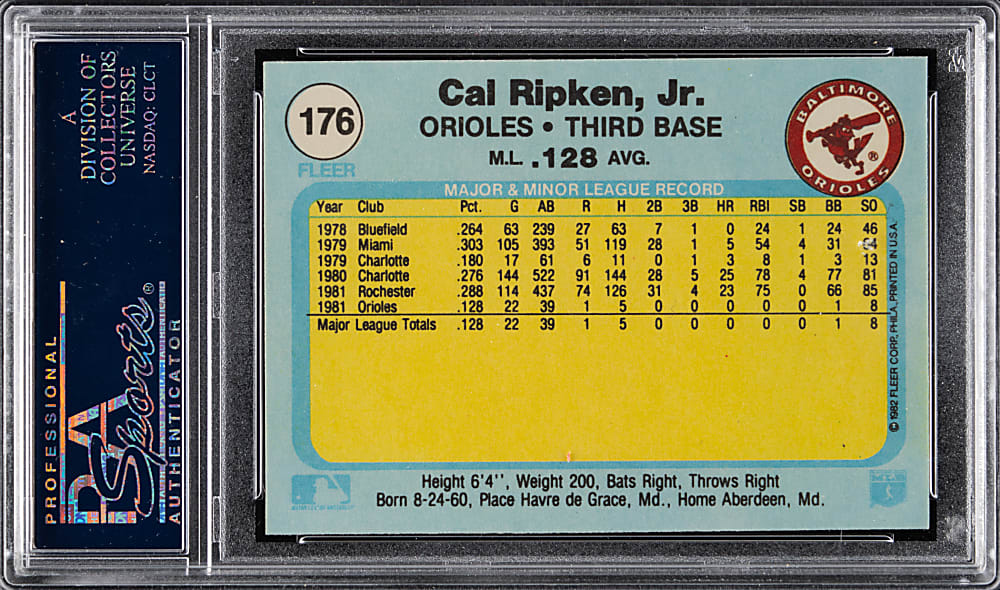 A
DIVISION OF
COLLECTORS
UNIVERSE
NASDAQ: CLCT
PROFESSIONAL
PSA
Sports®
AUTHENTICATOR
176
FLEER
Cal Ripken, Jr.
ORIOLES • THIRD BASE
M.L. .128 AVG.
BALTIMORE
ORIOLES
®
MAJOR & MINOR LEAGUE RECORD
Year Club Pct. G AB R H 2B 3B HR RBI SB BB SO
1978 Bluefield .264 63 239 27 63 7 1 0 24 1 24 46
1979 Miami .303 105 393 51 119 28 1 5 54 4 31
1979 Charlotte .180 17 61 6 11 0 1 3 8 1 3 13
1980 Charlotte .276 144 522 91 144 28 5 25 78 4 77 81
1981 Rochester .288 114 437 74 126 31 4 23 75 0 66 85
1981 Orioles .128 22 39 1 5 0 0 0 0 0 1 8
Major League Totals .128 22 39 1 5 0 0 0 0 0 1 8
© 1982 FLEER CORP. PHILA. PRINTED IN U.S.A.
Height 6'4'', Weight 200, Bats Right, Throws Right
Born 8-24-60, Place Havre de Grace, Md., Home Aberdeen, Md.